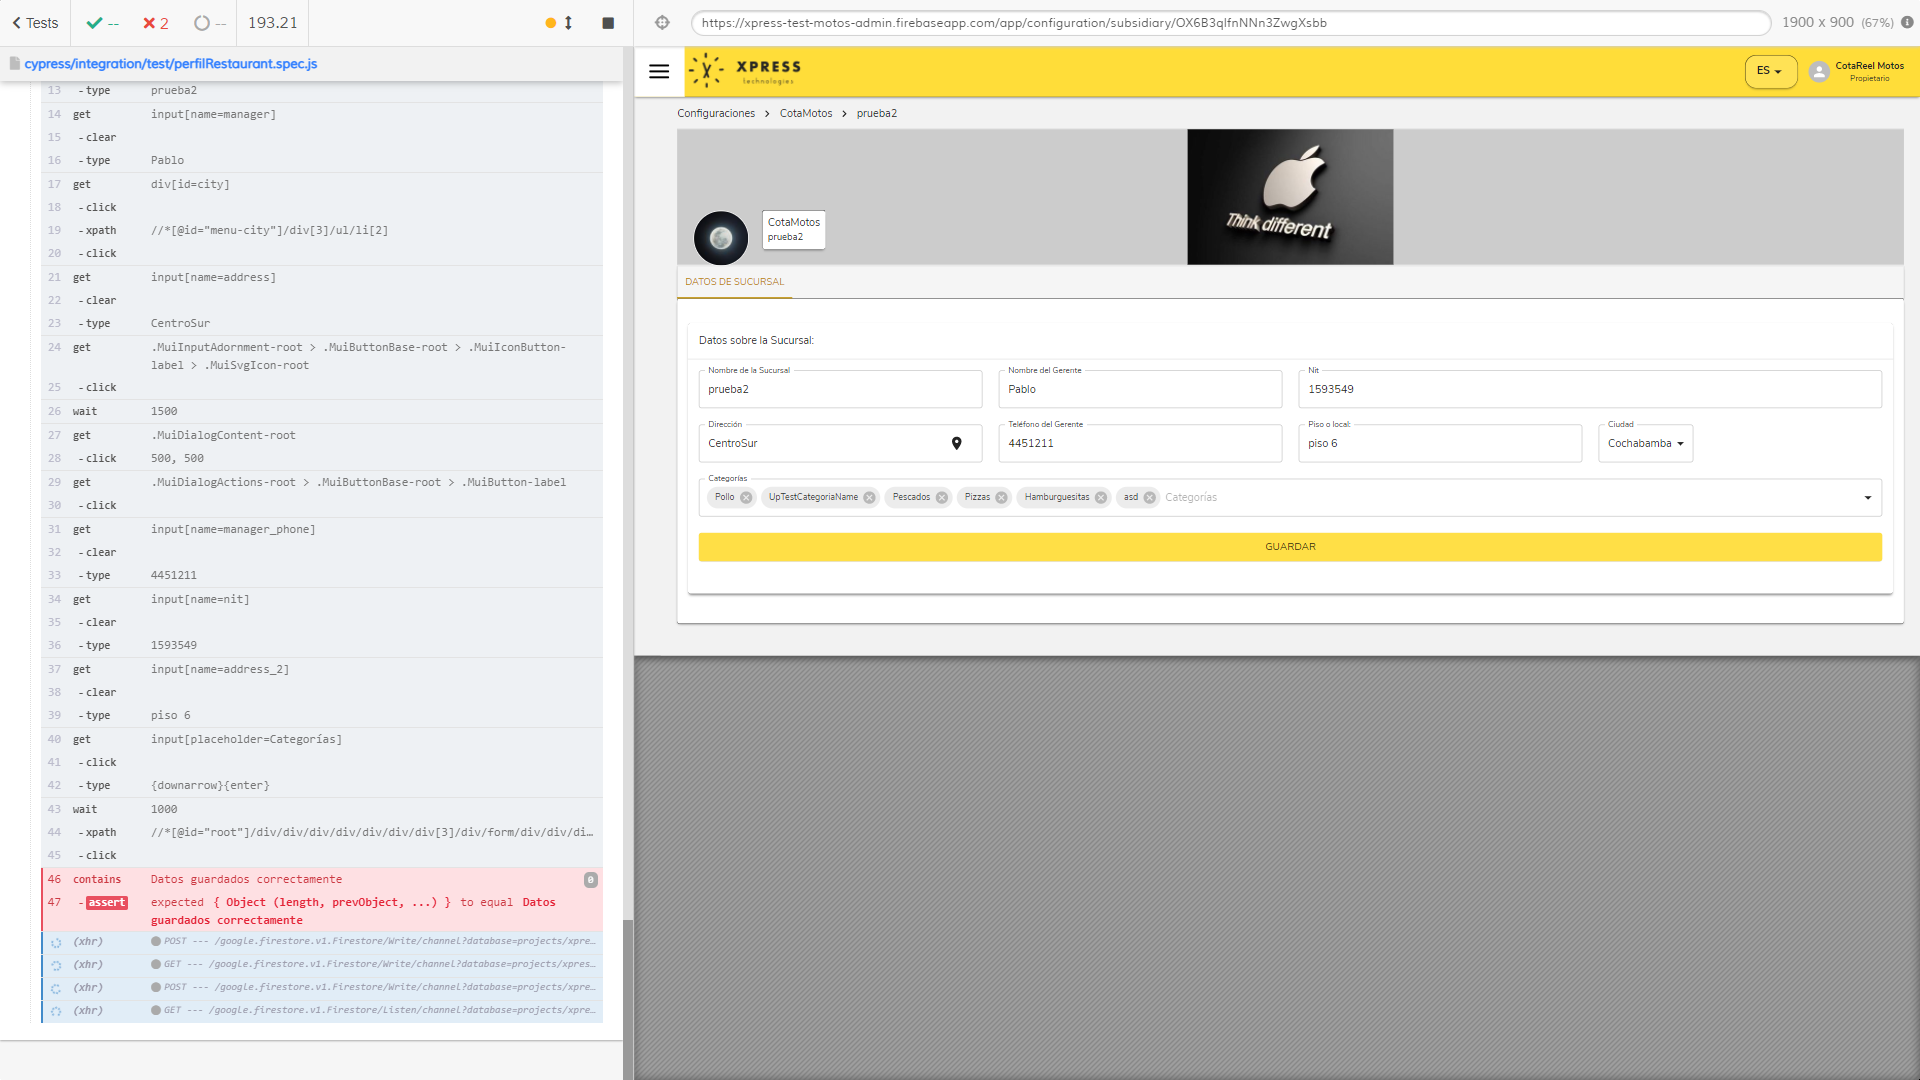 Tests
--
2
--
193.21
cypress/integration/test/perfilRestaurant.spec.js
13 -type prueba2
14 get input[name=manager]
15 -clear
16 -type Pablo
17 get div[id=city]
18 -click
19 -xpath //*[@id="menu-city"]/div[3]/ul/li[2]
20 -click
21 get input[name=address]
22 -clear
23 -type CentroSur
24 get .MuiInputAdornment-root > .MuiButtonBase-root > .MuiIconButton-
label > .MuiSvgIcon-root
25 -click
26 wait 1500
27 get .MuiDialogContent-root
28 -click 500, 500
29 get .MuiDialogActions-root > .MuiButtonBase-root > .MuiButton-label
30 -click
31 get input[name=manager_phone]
32 -clear
33 -type 4451211
34 get input[name=nit]
35 -clear
36 -type 1593549
37 get input[name=address_2]
38 -clear
39 -type piso 6
40 get input[placeholder=Categorías]
41 -click
42 -type {downarrow}{enter}
43 wait 1000
44 -xpath //*[@id="root"]/div/div/div/div/div/div/div[3]/div/form/div/div/di…
45 -click
46 contains Datos guardados correctamente 0
47 -assert expected { Object (length, prevObject, ...) } to equal Datos
guardados correctamente
(xhr) POST --- /google.firestore.v1.Firestore/Write/channel?database=projects/xpre…
(xhr) GET --- /google.firestore.v1.Firestore/Write/channel?database=projects/xpres…
(xhr) POST --- /google.firestore.v1.Firestore/Write/channel?database=projects/xpre…
(xhr) GET --- /google.firestore.v1.Firestore/Listen/channel?database=projects/xpre…
https://xpress-test-motos-admin.firebaseapp.com/app/configuration/subsidiary/OX6B3qlfnNNn3ZwgXsbb
1900 x 900 (67%)
XPRESS
technologies
ES
CotaReel Motos
Propietario
Configuraciones > CotaMotos > prueba2
Think different
CotaMotos
prueba2
DATOS DE SUCURSAL
Datos sobre la Sucursal:
Nombre de la Sucursal
prueba2
Nombre del Gerente
Pablo
Nit
1593549
Dirección
CentroSur
Teléfono del Gerente
4451211
Piso o local:
piso 6
Ciudad
Cochabamba
Categorías
Pollo UpTestCategoriaName Pescados Pizzas Hamburguesitas asd Categorías
GUARDAR